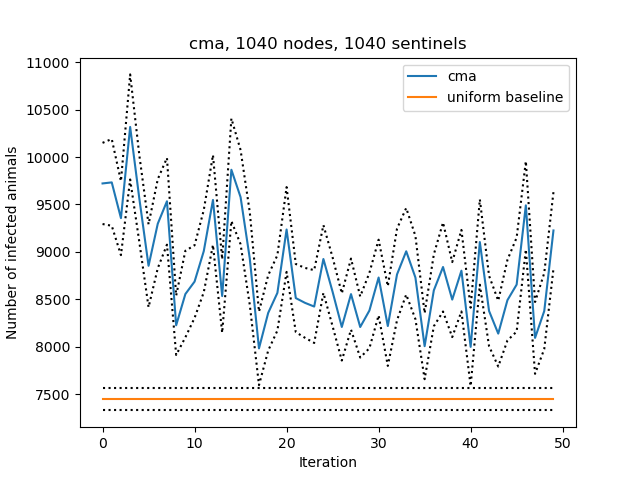 cma, 1040 nodes, 1040 sentinels
cma
uniform baseline
Number of infected animals
11000
10500
10000
9500
9000
8500
8000
7500
0 10 20 30 40 50
Iteration